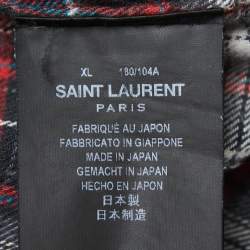 XL 180/104A
SAINT LAURENT
PARIS
FABRIQUÉ AU JAPON
FABBRICATO IN GIAPPONE
MADE IN JAPAN
GEMACHT IN JAPAN
HECHO EN JAPON
日本製
日本制造